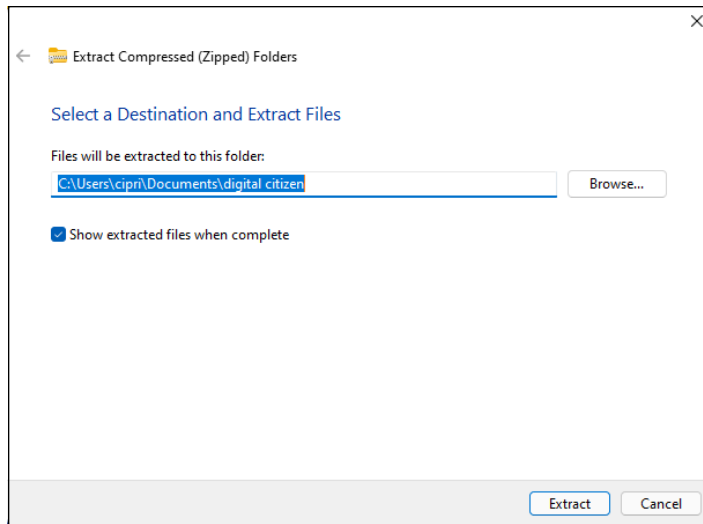 Extract Compressed (Zipped) Folders
Select a Destination and Extract Files
Files will be extracted to this folder:
C:\Users\cipri\Documents\digital citizen
Browse...
Show extracted files when complete
Extract
Cancel